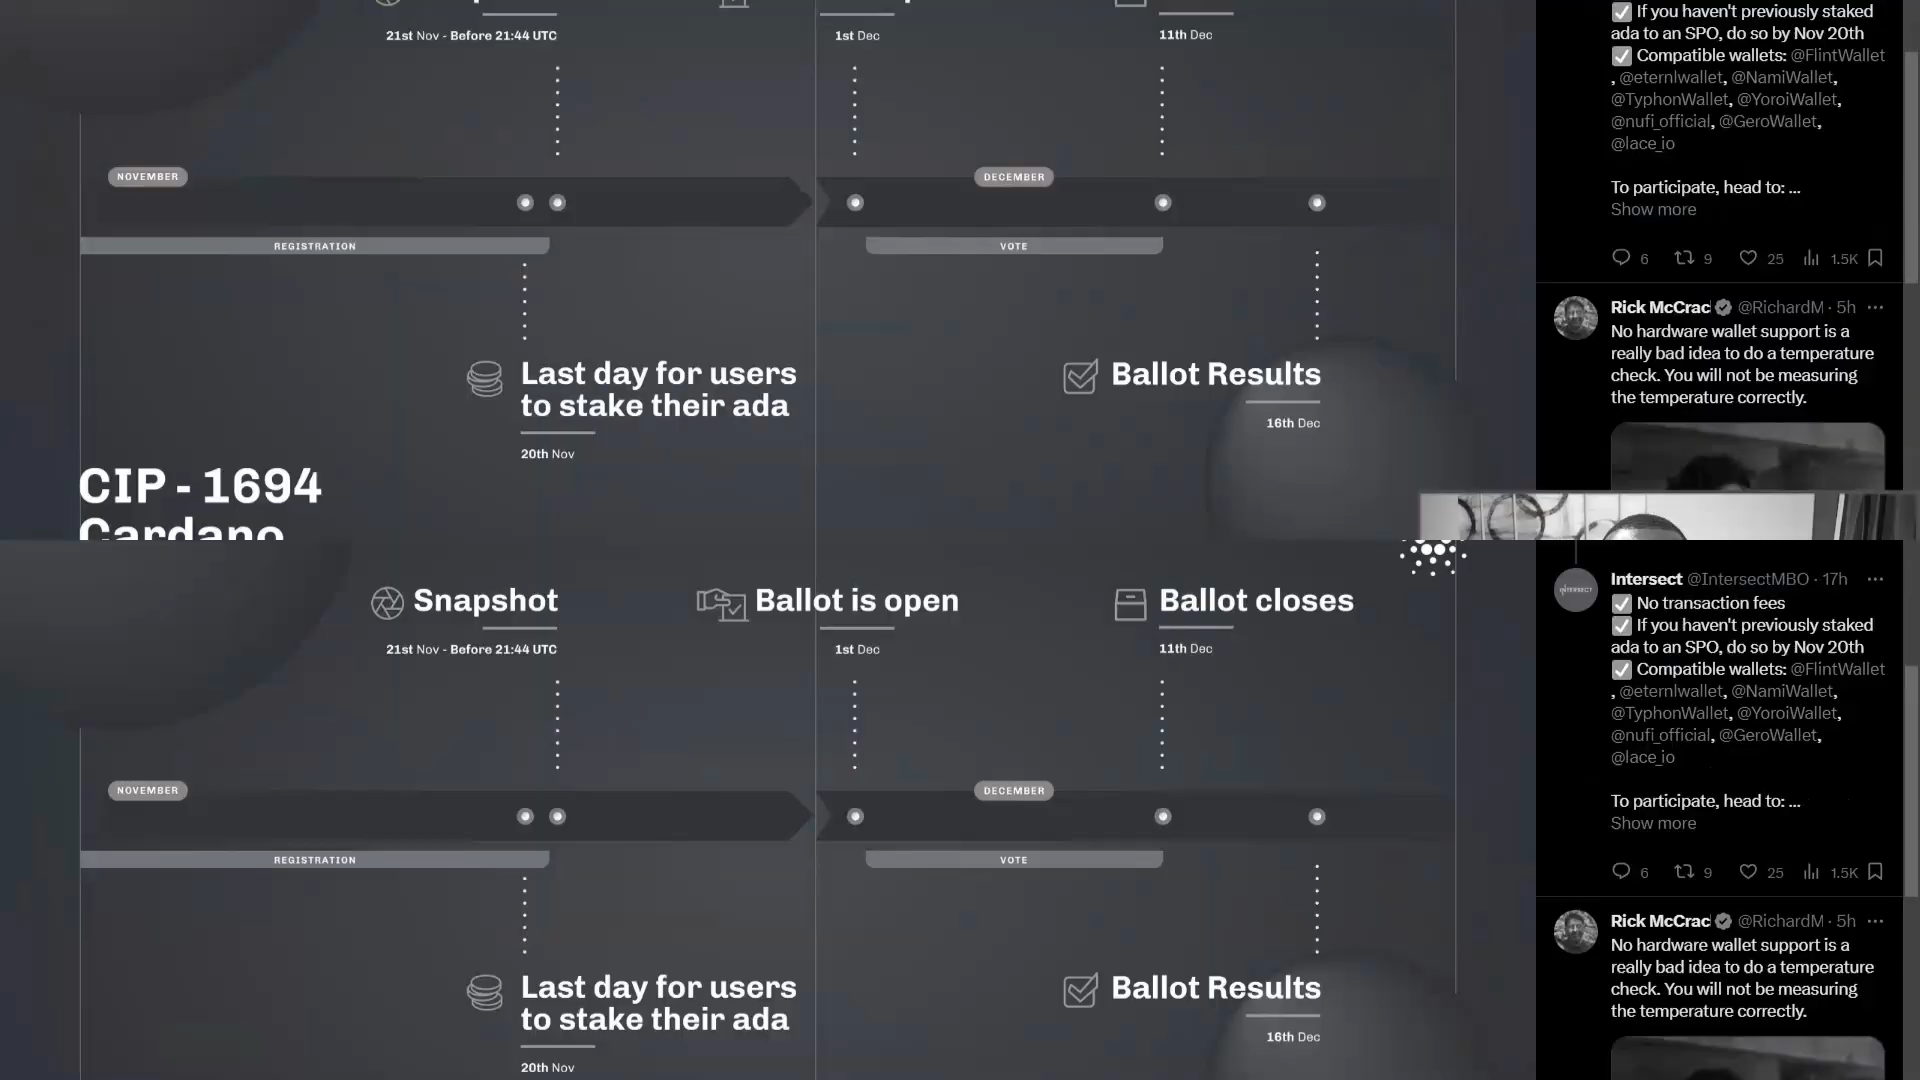 21st Nov - Before 21:44 UTC
1st Dec
11th Dec
NOVEMBER
DECEMBER
REGISTRATION
VOTE
Last day for users
to stake their ada
20th Nov
Ballot Results
16th Dec
CIP - 1694
Cardano
✅ If you haven't previously staked
ada to an SPO, do so by Nov 20th
✅ Compatible wallets: @FlintWallet
, @eternlwallet, @NamiWallet,
@TyphonWallet, @YoroiWallet,
@nufi_official, @GeroWallet,
@lace_io
To participate, head to: ...
Show more
6 9 25 1.5K
Rick McCrac @RichardM · 5h
No hardware wallet support is a
really bad idea to do a temperature
check. You will not be measuring
the temperature correctly.
Snapshot
21st Nov - Before 21:44 UTC
Ballot is open
1st Dec
Ballot closes
11th Dec
NOVEMBER
DECEMBER
REGISTRATION
VOTE
Last day for users
to stake their ada
20th Nov
Ballot Results
16th Dec
Intersect @IntersectMBO · 17h
✅ No transaction fees
✅ If you haven't previously staked
ada to an SPO, do so by Nov 20th
✅ Compatible wallets: @FlintWallet
, @eternlwallet, @NamiWallet,
@TyphonWallet, @YoroiWallet,
@nufi_official, @GeroWallet,
@lace_io
To participate, head to: ...
Show more
6 9 25 1.5K
Rick McCrac @RichardM · 5h
No hardware wallet support is a
really bad idea to do a temperature
check. You will not be measuring
the temperature correctly.